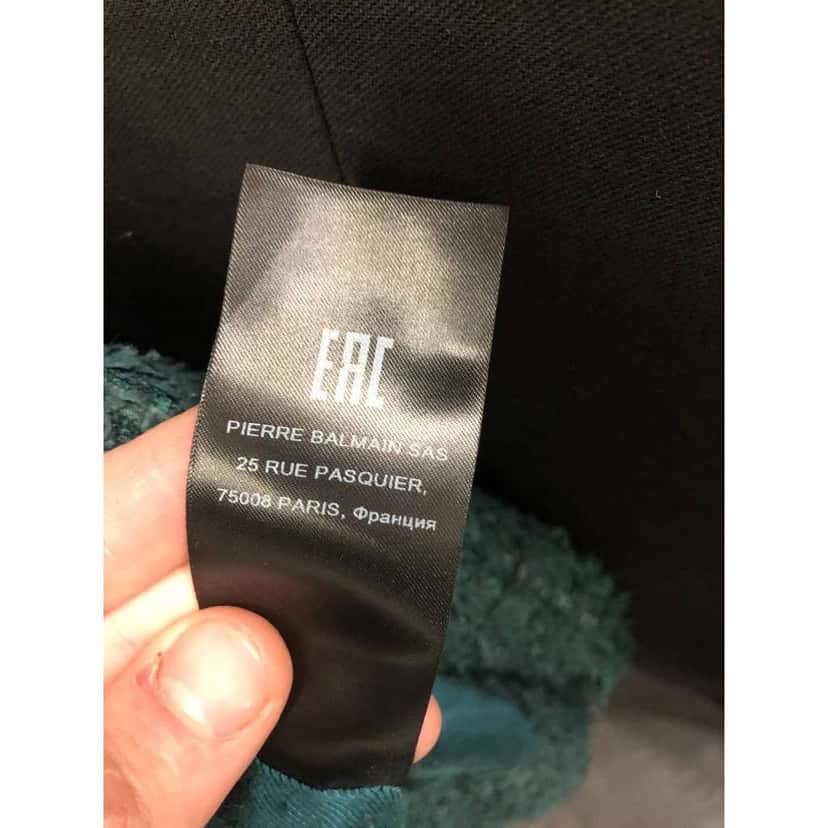 EAC
PIERRE BALMAIN SAS
25 RUE PASQUIER,
75008 PARIS, Франция